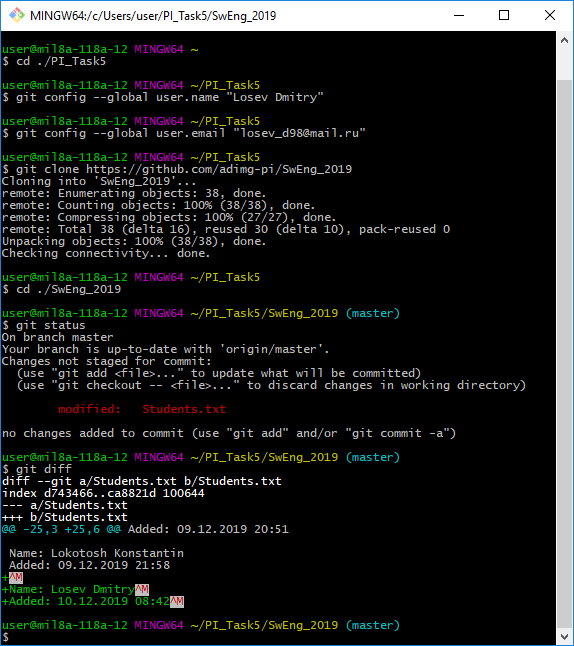 MINGW64:/c/Users/user/PI_Task5/SwEng_2019
user@mil8a-118a-12 MINGW64 ~
$ cd ./PI_Task5
user@mil8a-118a-12 MINGW64 ~/PI_Task5
$ git config --global user.name "Losev Dmitry"
user@mil8a-118a-12 MINGW64 ~/PI_Task5
$ git config --global user.email "losev_d98@mail.ru"
user@mil8a-118a-12 MINGW64 ~/PI_Task5
$ git clone https://github.com/adimg-pi/SwEng_2019
Cloning into 'SwEng_2019'...
remote: Enumerating objects: 38, done.
remote: Counting objects: 100% (38/38), done.
remote: Compressing objects: 100% (27/27), done.
remote: Total 38 (delta 16), reused 30 (delta 10), pack-reused 0
Unpacking objects: 100% (38/38), done.
Checking connectivity... done.
user@mil8a-118a-12 MINGW64 ~/PI_Task5
$ cd ./SwEng_2019
user@mil8a-118a-12 MINGW64 ~/PI_Task5/SwEng_2019 (master)
$ git status
On branch master
Your branch is up-to-date with 'origin/master'.
Changes not staged for commit:
  (use "git add <file>..." to update what will be committed)
  (use "git checkout -- <file>..." to discard changes in working directory)
        modified:   Students.txt
no changes added to commit (use "git add" and/or "git commit -a")
user@mil8a-118a-12 MINGW64 ~/PI_Task5/SwEng_2019 (master)
$ git diff
diff --git a/Students.txt b/Students.txt
index d743466..ca8821d 100644
--- a/Students.txt
+++ b/Students.txt
@@ -25,3 +25,6 @@ Added: 09.12.2019 20:51
 Name: Lokotosh Konstantin
 Added: 09.12.2019 21:58
+^M
+Name: Losev Dmitry^M
+Added: 10.12.2019 08:42^M
user@mil8a-118a-12 MINGW64 ~/PI_Task5/SwEng_2019 (master)
$